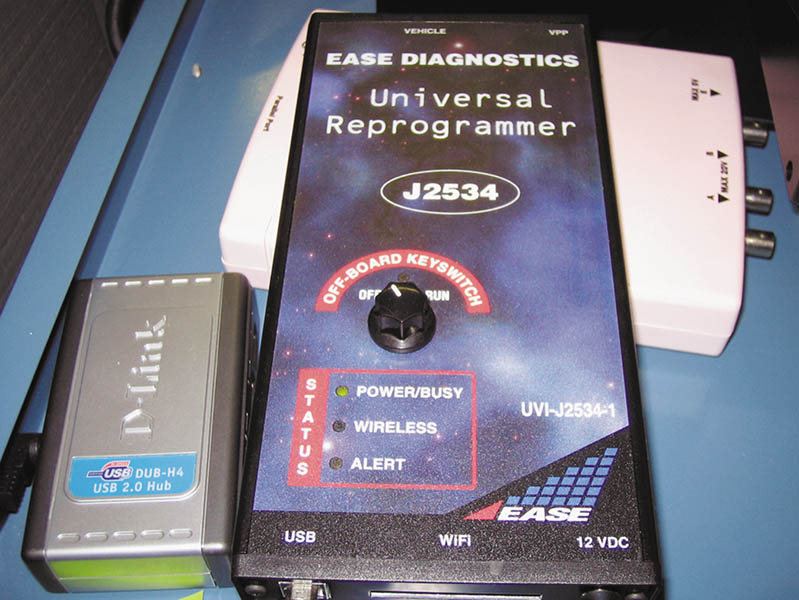 VEHICLE
VPP
EASE DIAGNOSTICS
Universal
Reprogrammer
J2534
OFF-BOARD KEYSWITCH
RUN
STATUS
POWER/BUSY
WIRELESS
ALERT
UVI-J2534-1
EASE
USB
WiFi
12 VDC
D-Link
USB DUB-H4
USB 2.0 Hub
Parallel Port
B
A
MAX 20V